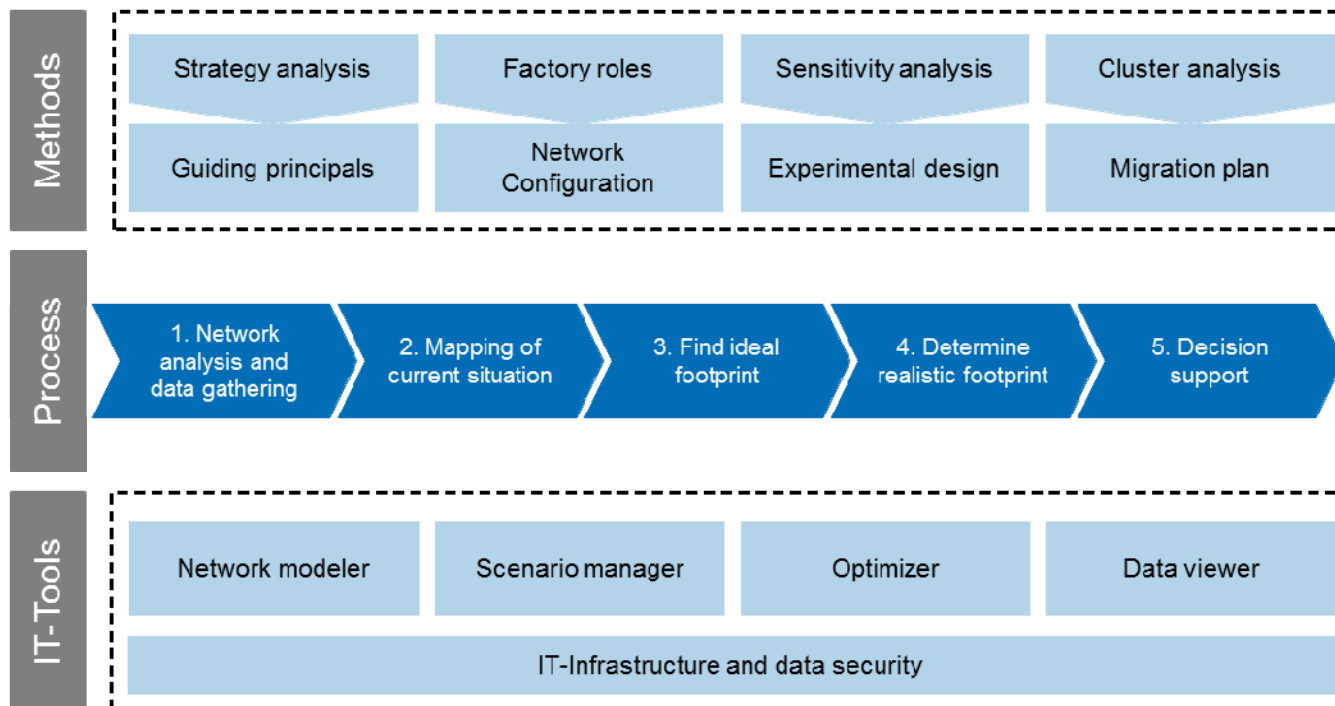 Methods
Strategy analysis
Factory roles
Sensitivity analysis
Cluster analysis
Guiding principals
Network
Configuration
Experimental design
Migration plan
Process
1. Network
analysis and
data gathering
2. Mapping of
current situation
3. Find ideal
footprint
4. Determine
realistic footprint
5. Decision
support
IT-Tools
Network modeler
Scenario manager
Optimizer
Data viewer
IT-Infrastructure and data security